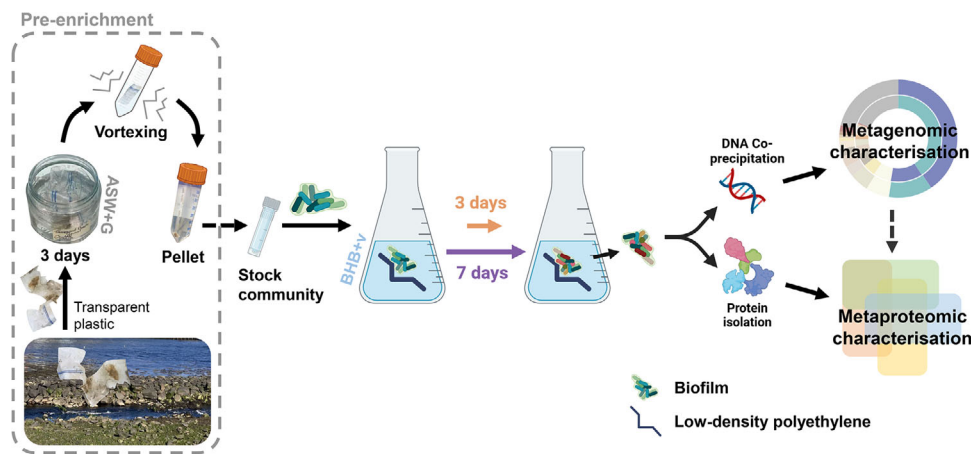 Pre-enrichment
Vortexing
ASW+G
3 days
Pellet
Transparent
plastic
Stock
community
BHB+v
3 days
7 days
DNA Co-
precipitation
Protein
isolation
Metagenomic
characterisation
Metaproteomic
characterisation
Biofilm
Low-density polyethylene